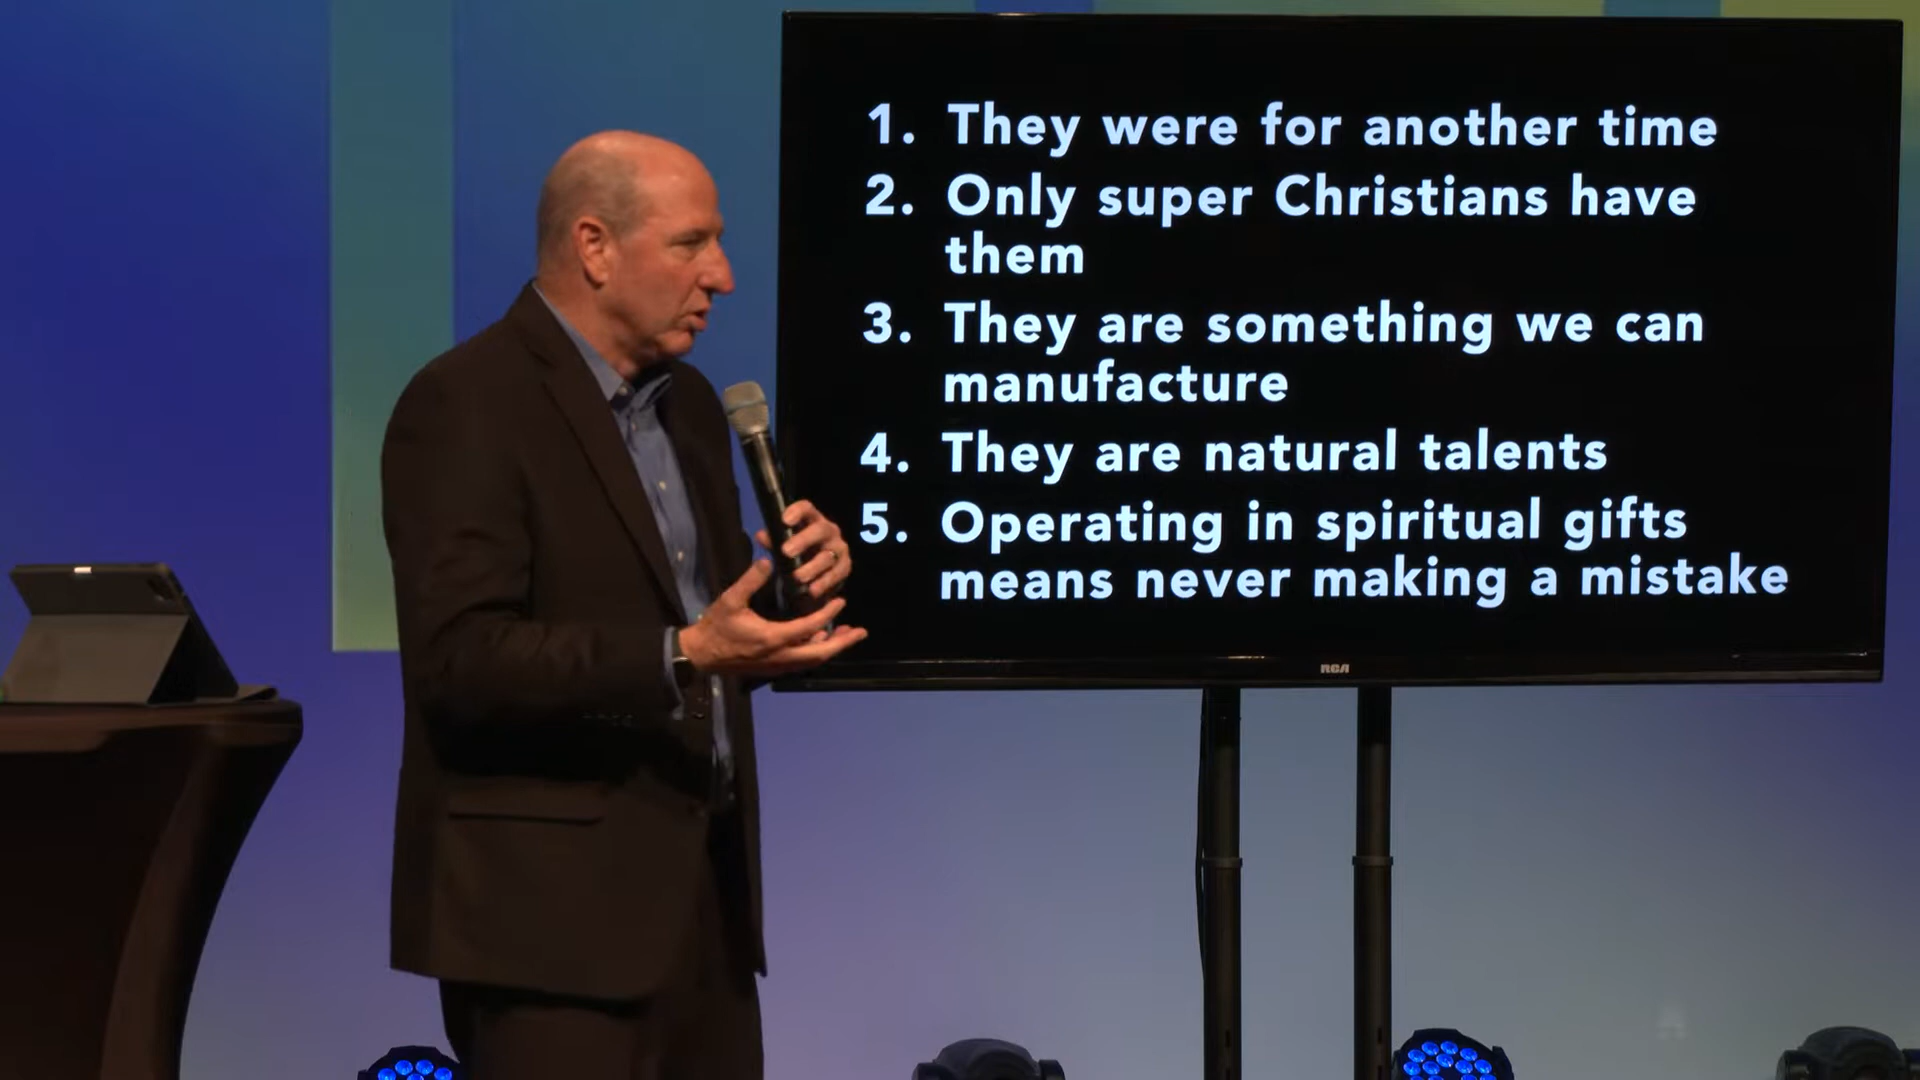 1. They were for another time
2. Only super Christians have
them
3. They are something we can
manufacture
4. They are natural talents
5. Operating in spiritual gifts
means never making a mistake
RCA